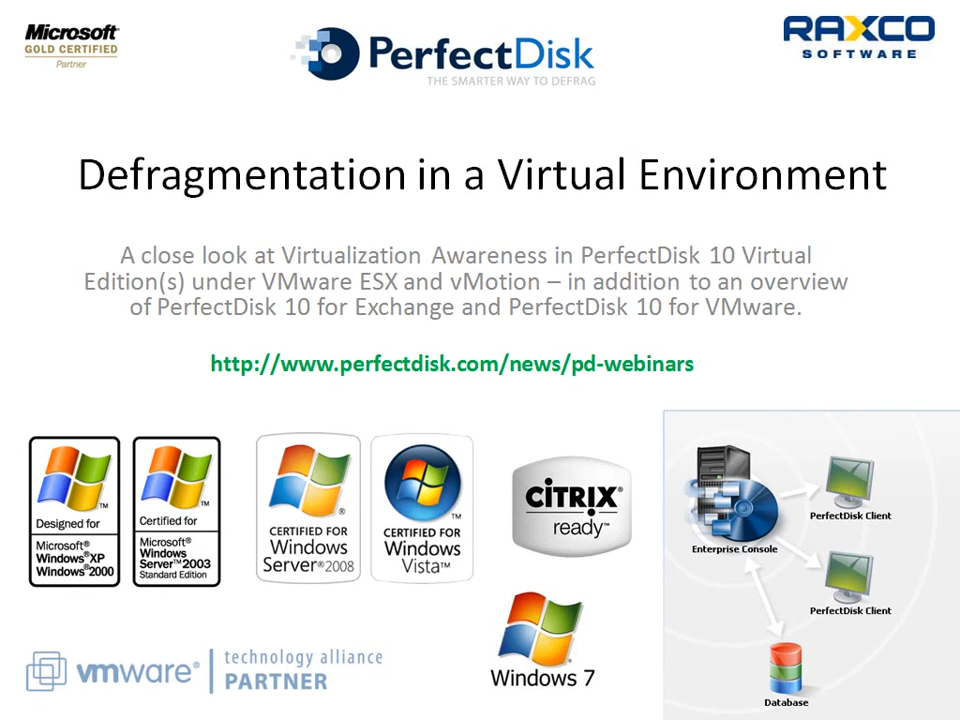 Microsoft
GOLD CERTIFIED
Partner
PerfectDisk
THE SMARTER WAY TO DEFRAG
RAXCO
SOFTWARE
Defragmentation in a Virtual Environment
A close look at Virtualization Awareness in PerfectDisk 10 Virtual
Edition(s) under VMware ESX and vMotion – in addition to an overview
of PerfectDisk 10 for Exchange and PerfectDisk 10 for VMware.
http://www.perfectdisk.com/news/pd-webinars
Designed for
Microsoft®
Windows®XP
Windows®2000
Certified for
Microsoft®
Windows
Server™2003
Standard Edition
CERTIFIED FOR
Windows
Server®2008
CERTIFIED FOR
Windows
Vista™
CiTRIX®
ready™
Enterprise Console
PerfectDisk Client
PerfectDisk Client
Database
vmware®
technology alliance
PARTNER
Windows 7